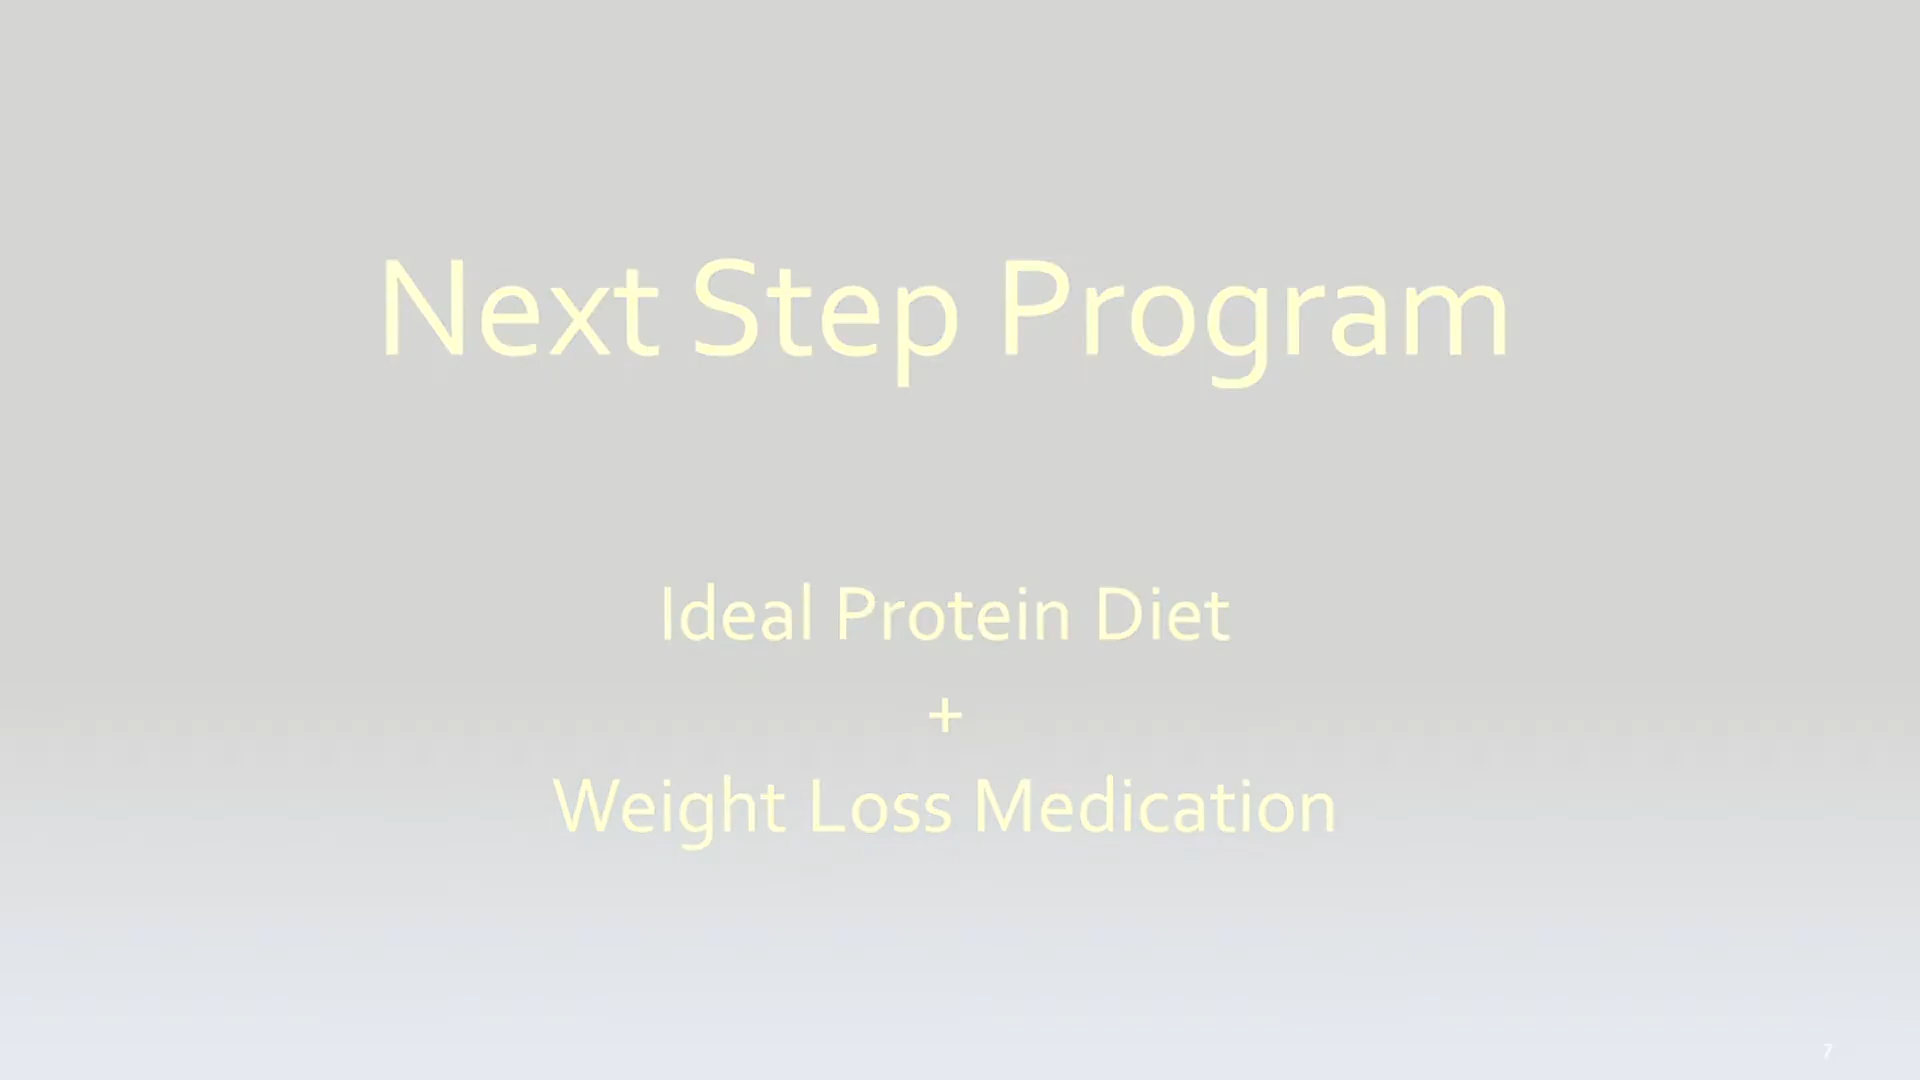 Next Step Program
Ideal Protein Diet
+
Weight Loss Medication
7